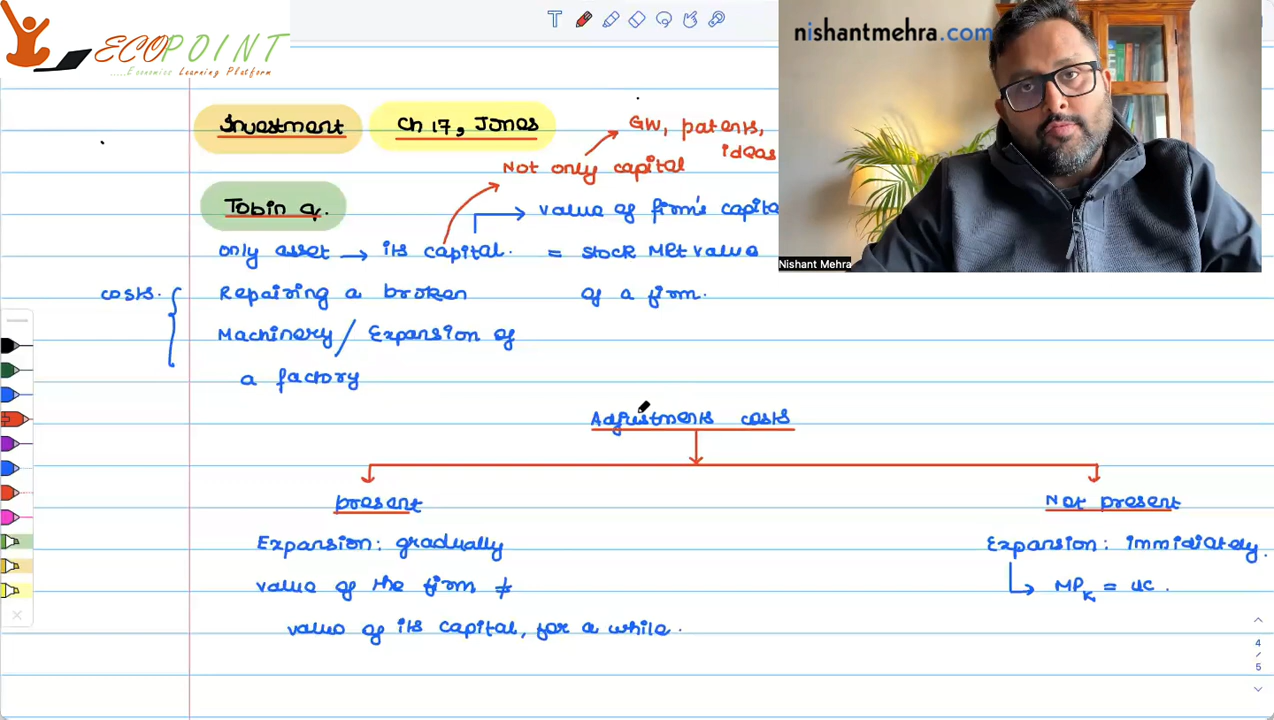 ECOPOINT
.....Economics Learning Platform
nishantmehra.com
Investment
Ch 17, Jones
GW, patents,
ideas
Not only capital
Tobin q.
value of firm's capita
only asset → its capital.
= stock MKt value
of a firm.
costs.
Repairing a broken
Machinery / Expansion of
a factory
Nishant Mehra
Adjustments costs
present
Not present
Expansion: gradually
value of the firm ≠
value of its capital, for a while.
Expansion: immidiately.
MPK = UC.
4
/
5